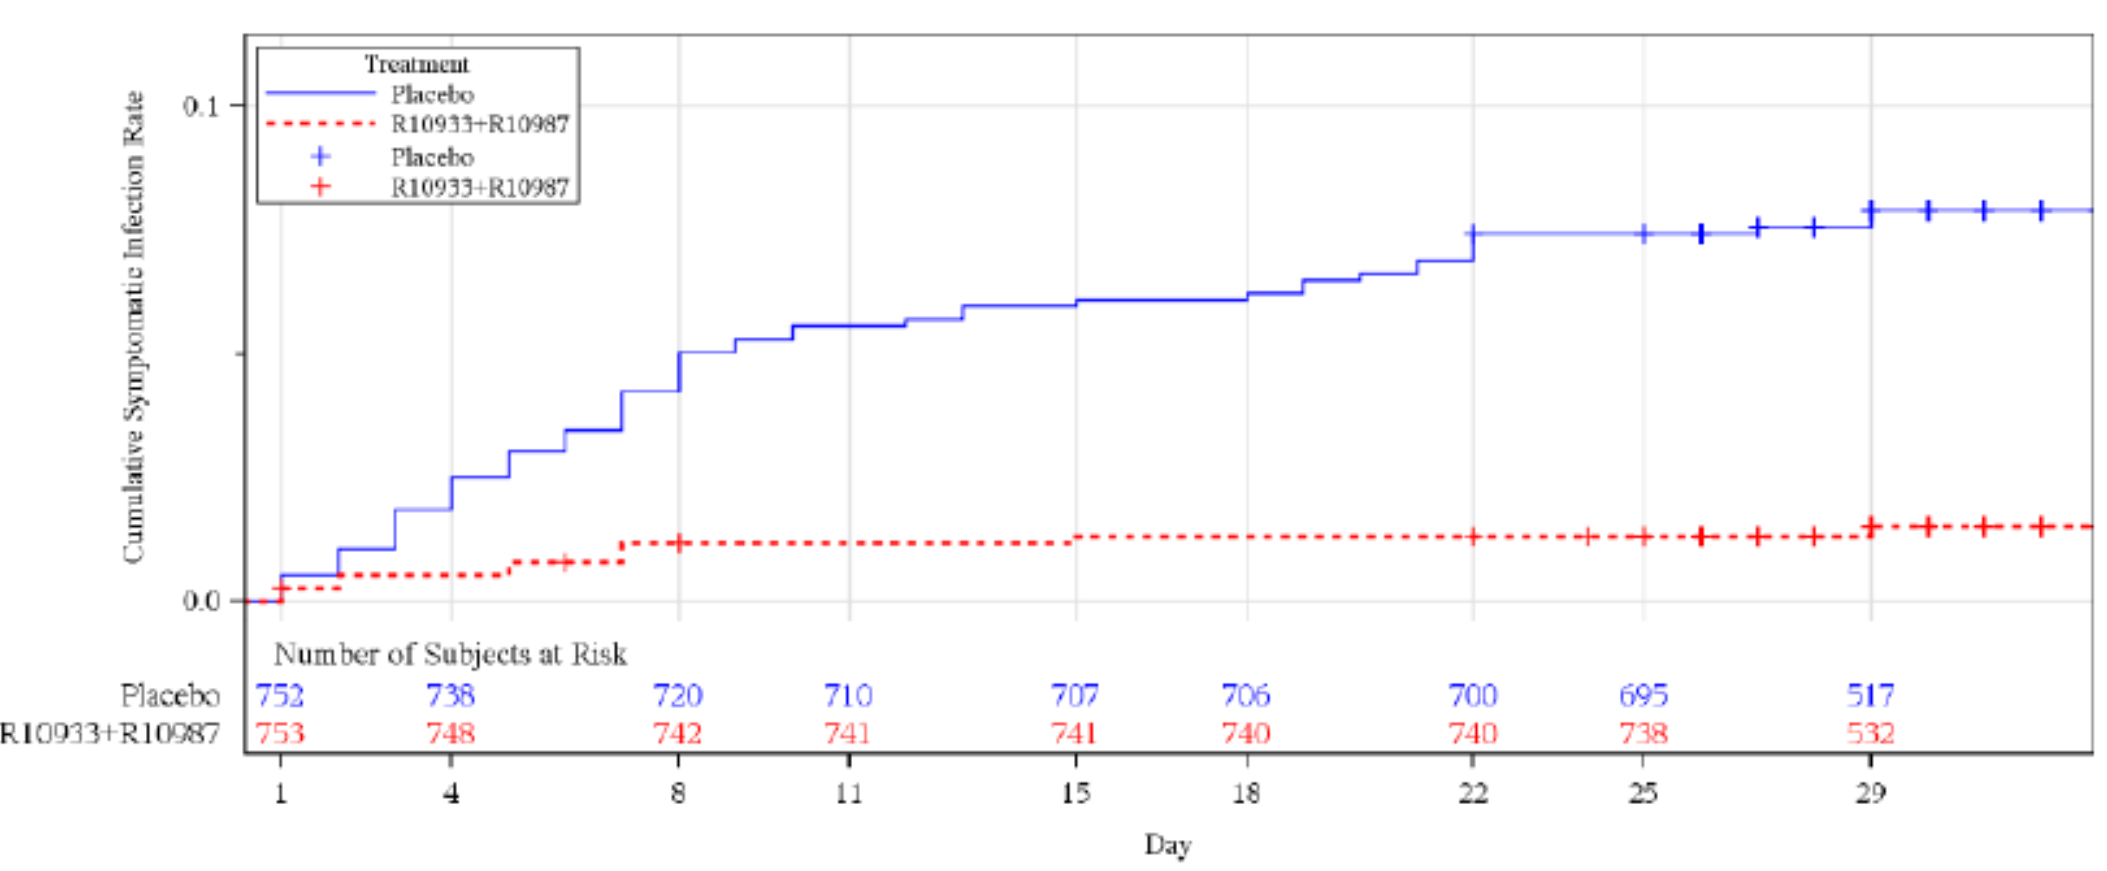 Treatment
Placebo
R10933+R10987
Placebo
R10933+R10987
Cumulative Symptomatic Infection Rate
0.1
0.0
Number of Subjects at Risk
Placebo 752 738 720 710 707 706 700 695 517
R10933+R10987 753 748 742 741 741 740 740 738 532
1 4 8 11 15 18 22 25 29
Day